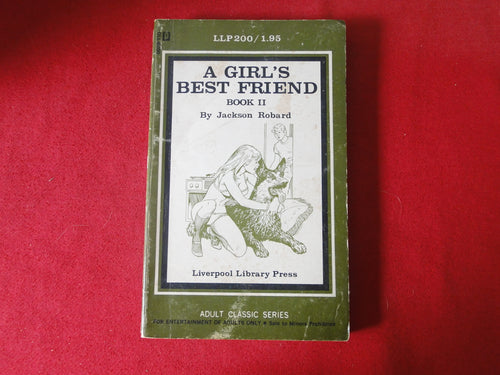 LLP200/1.95
A GIRL'S
BEST FRIEND
BOOK II
By Jackson Robard
Liverpool Library Press
ADULT CLASSIC SERIES
FOR ENTERTAINMENT OF ADULTS ONLY • Sale to Minors Prohibited